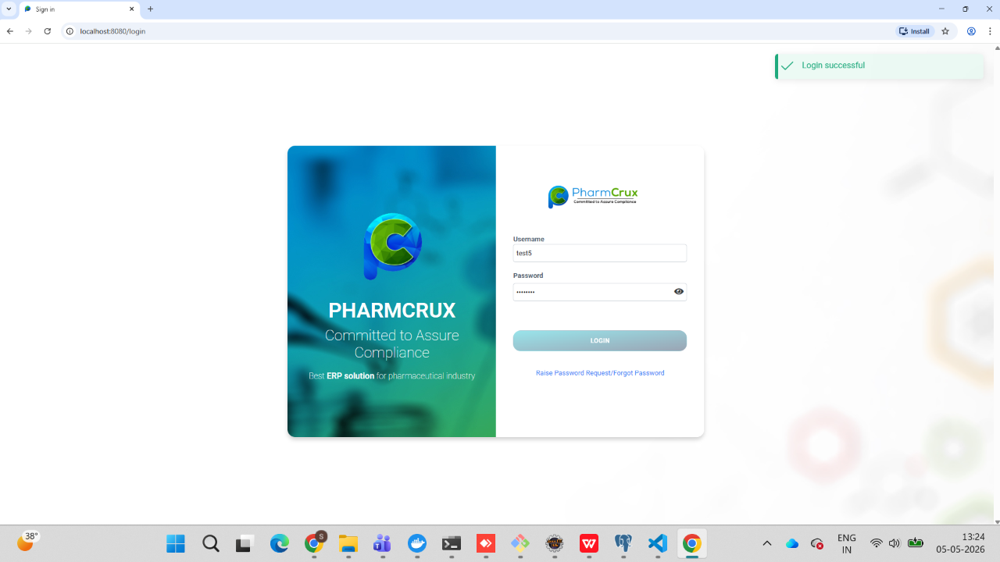 Sign in
localhost:8080/login
Install
Login successful
PharmCrux
Committed to Assure Compliance
Username
test5
Password
••••••••
LOGIN
Raise Password Request/Forgot Password
PHARMCRUX
Committed to Assure
Compliance
Best ERP solution for pharmaceutical industry
38°
S
ENG
IN
13:24
05-05-2026